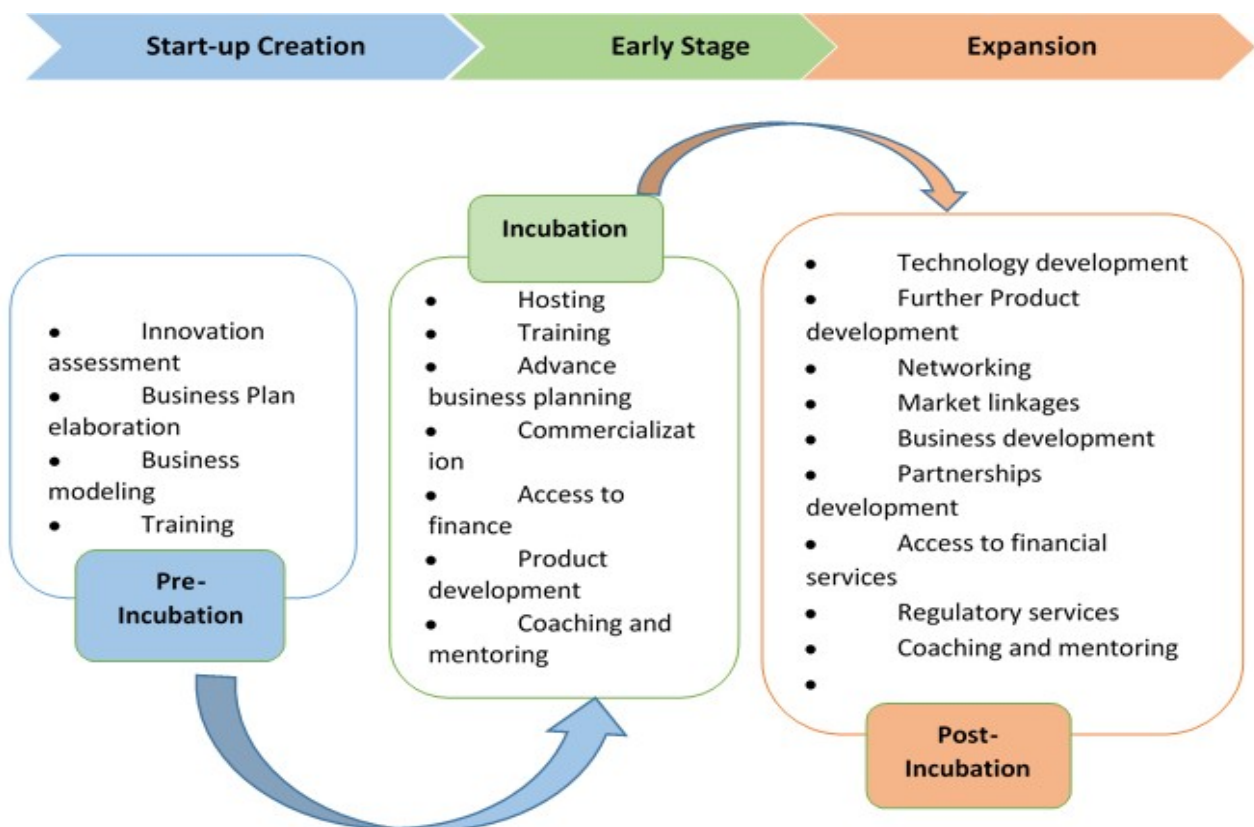 Start-up Creation
Early Stage
Expansion
● Innovation
assessment
● Business Plan
elaboration
● Business
modeling
● Training
Pre-
Incubation
Incubation
● Hosting
● Training
● Advance
business planning
● Commercializat
ion
● Access to
finance
● Product
development
● Coaching and
mentoring
● Technology development
● Further Product
development
● Networking
● Market linkages
● Business development
● Partnerships
development
● Access to financial
services
● Regulatory services
● Coaching and mentoring
●
Post-
Incubation